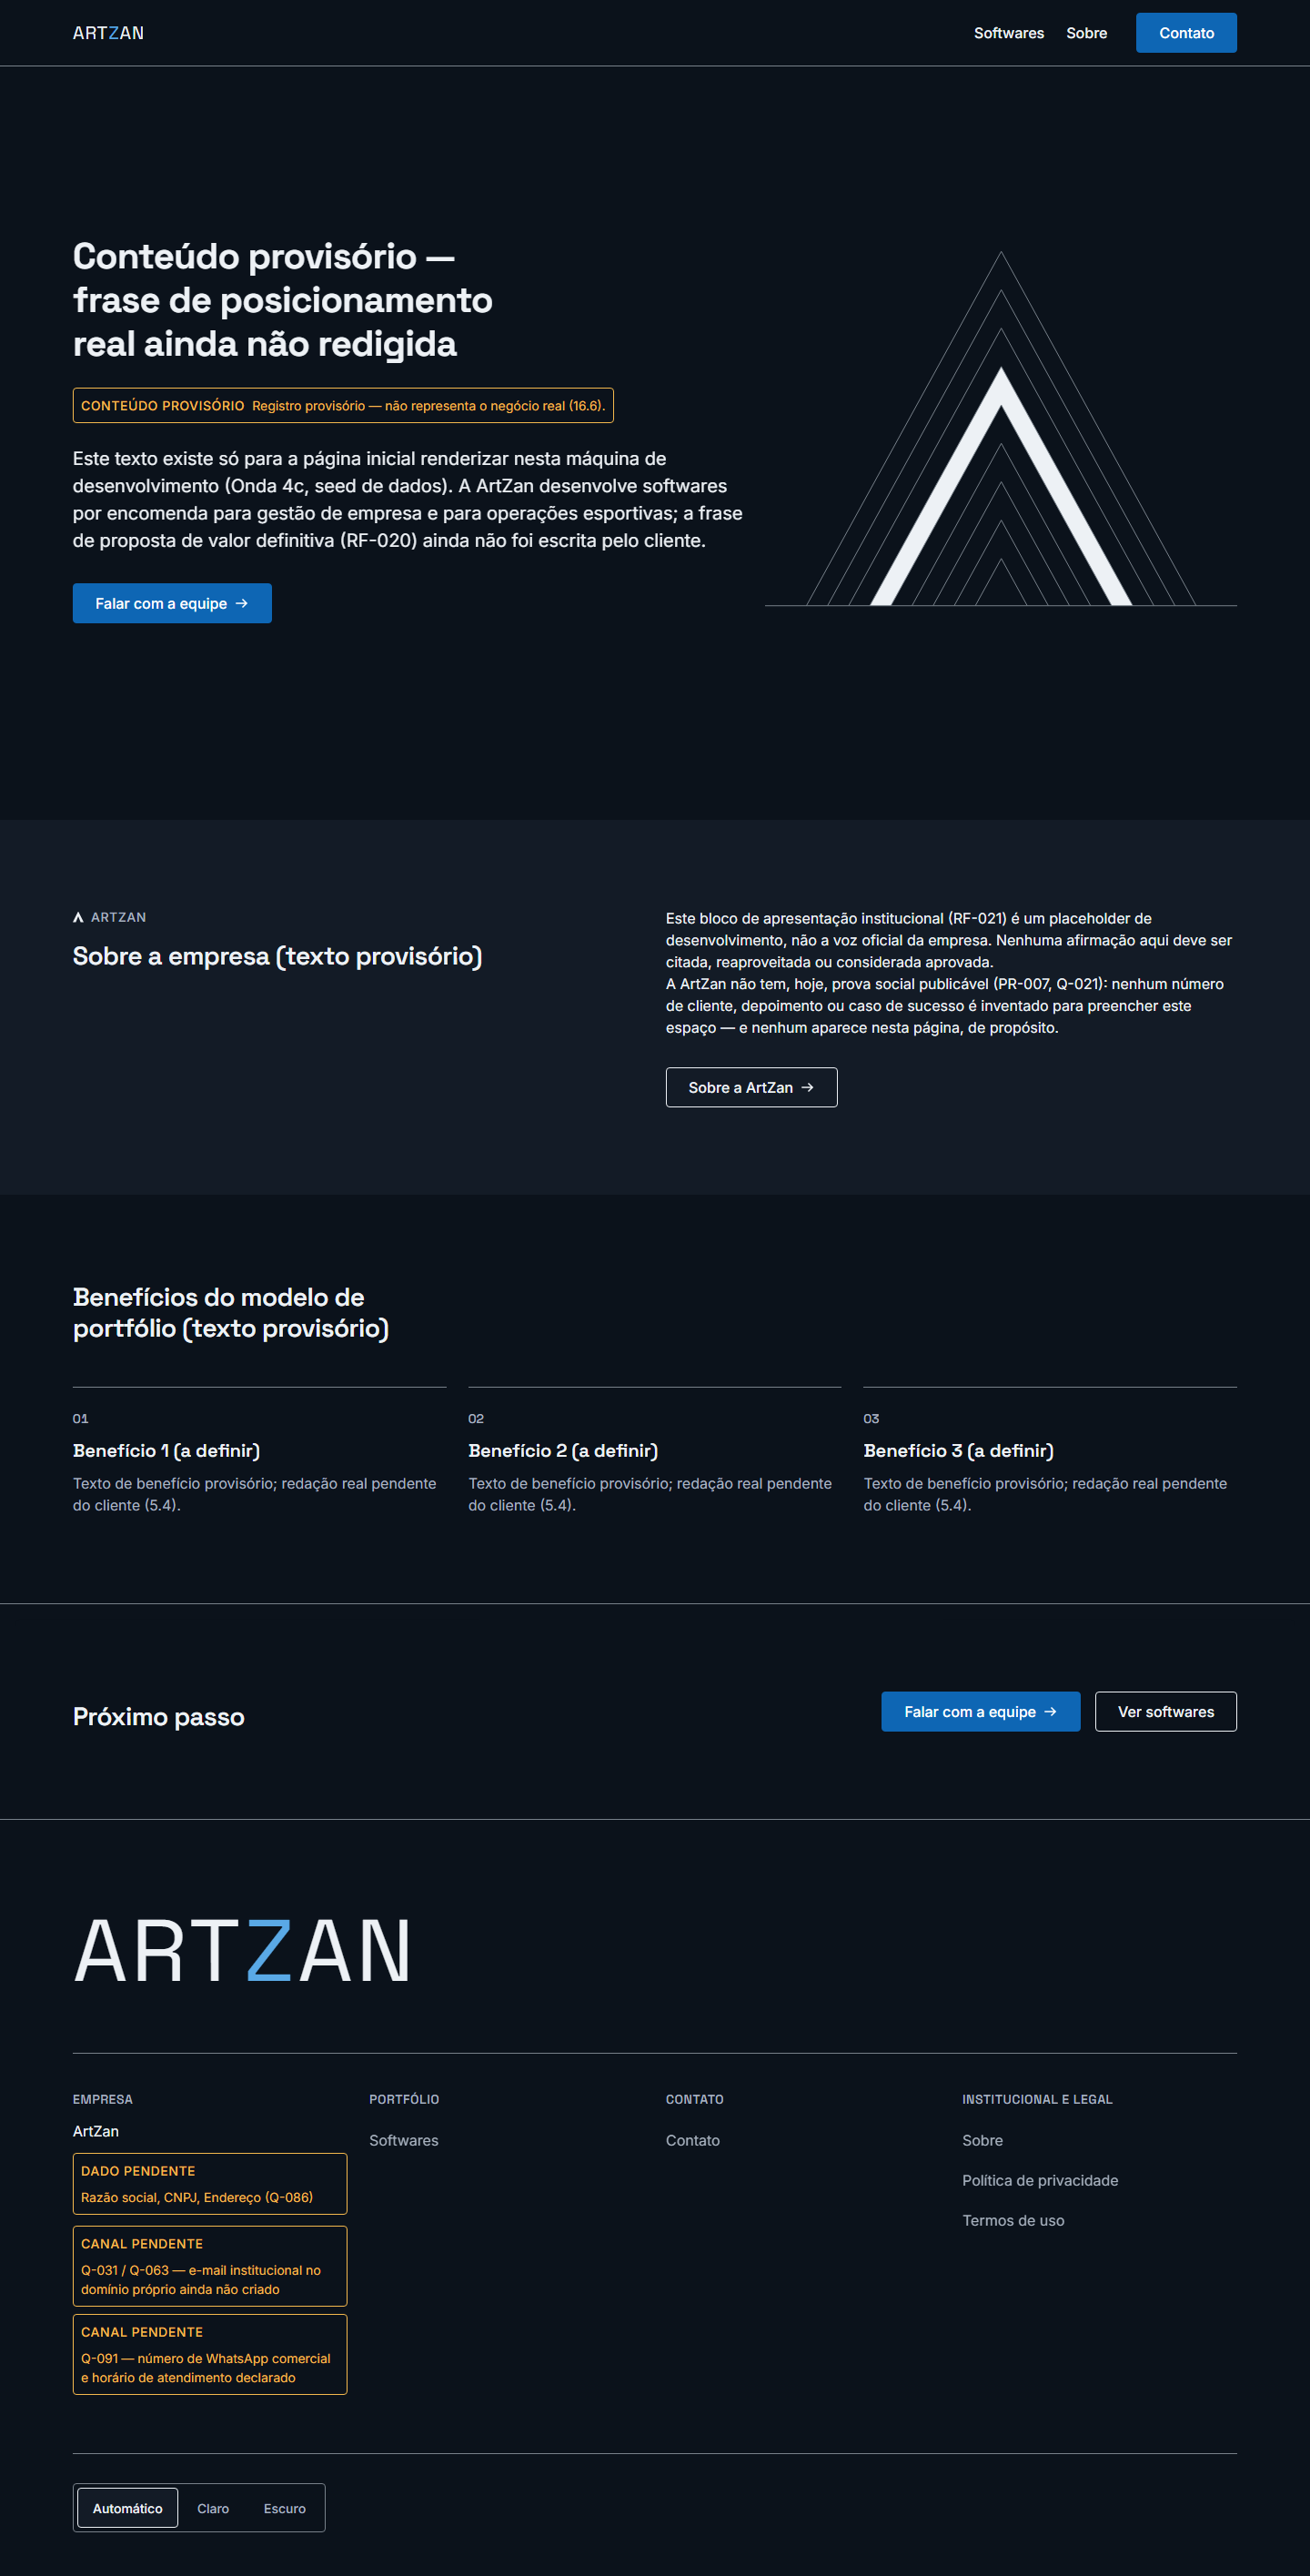 ARTZAN
Softwares
Sobre
Contato
Conteúdo provisório —
frase de posicionamento
real ainda não redigida
CONTEÚDO PROVISÓRIO Registro provisório — não representa o negócio real (16.6).
Este texto existe só para a página inicial renderizar nesta máquina de
desenvolvimento (Onda 4c, seed de dados). A ArtZan desenvolve softwares
por encomenda para gestão de empresa e para operações esportivas; a frase
de proposta de valor definitiva (RF-020) ainda não foi escrita pelo cliente.
Falar com a equipe →
ARTZAN
Sobre a empresa (texto provisório)
Este bloco de apresentação institucional (RF-021) é um placeholder de
desenvolvimento, não a voz oficial da empresa. Nenhuma afirmação aqui deve ser
citada, reaproveitada ou considerada aprovada.
A ArtZan não tem, hoje, prova social publicável (PR-007, Q-021): nenhum número
de cliente, depoimento ou caso de sucesso é inventado para preencher este
espaço — e nenhum aparece nesta página, de propósito.
Sobre a ArtZan →
Benefícios do modelo de
portfólio (texto provisório)
01
Benefício 1 (a definir)
Texto de benefício provisório; redação real pendente
do cliente (5.4).
02
Benefício 2 (a definir)
Texto de benefício provisório; redação real pendente
do cliente (5.4).
03
Benefício 3 (a definir)
Texto de benefício provisório; redação real pendente
do cliente (5.4).
Próximo passo
Falar com a equipe →
Ver softwares
ARTZAN
EMPRESA
ArtZan
DADO PENDENTE
Razão social, CNPJ, Endereço (Q-086)
CANAL PENDENTE
Q-031 / Q-063 — e-mail institucional no
domínio próprio ainda não criado
CANAL PENDENTE
Q-091 — número de WhatsApp comercial
e horário de atendimento declarado
PORTFÓLIO
Softwares
CONTATO
Contato
INSTITUCIONAL E LEGAL
Sobre
Política de privacidade
Termos de uso
Automático
Claro
Escuro